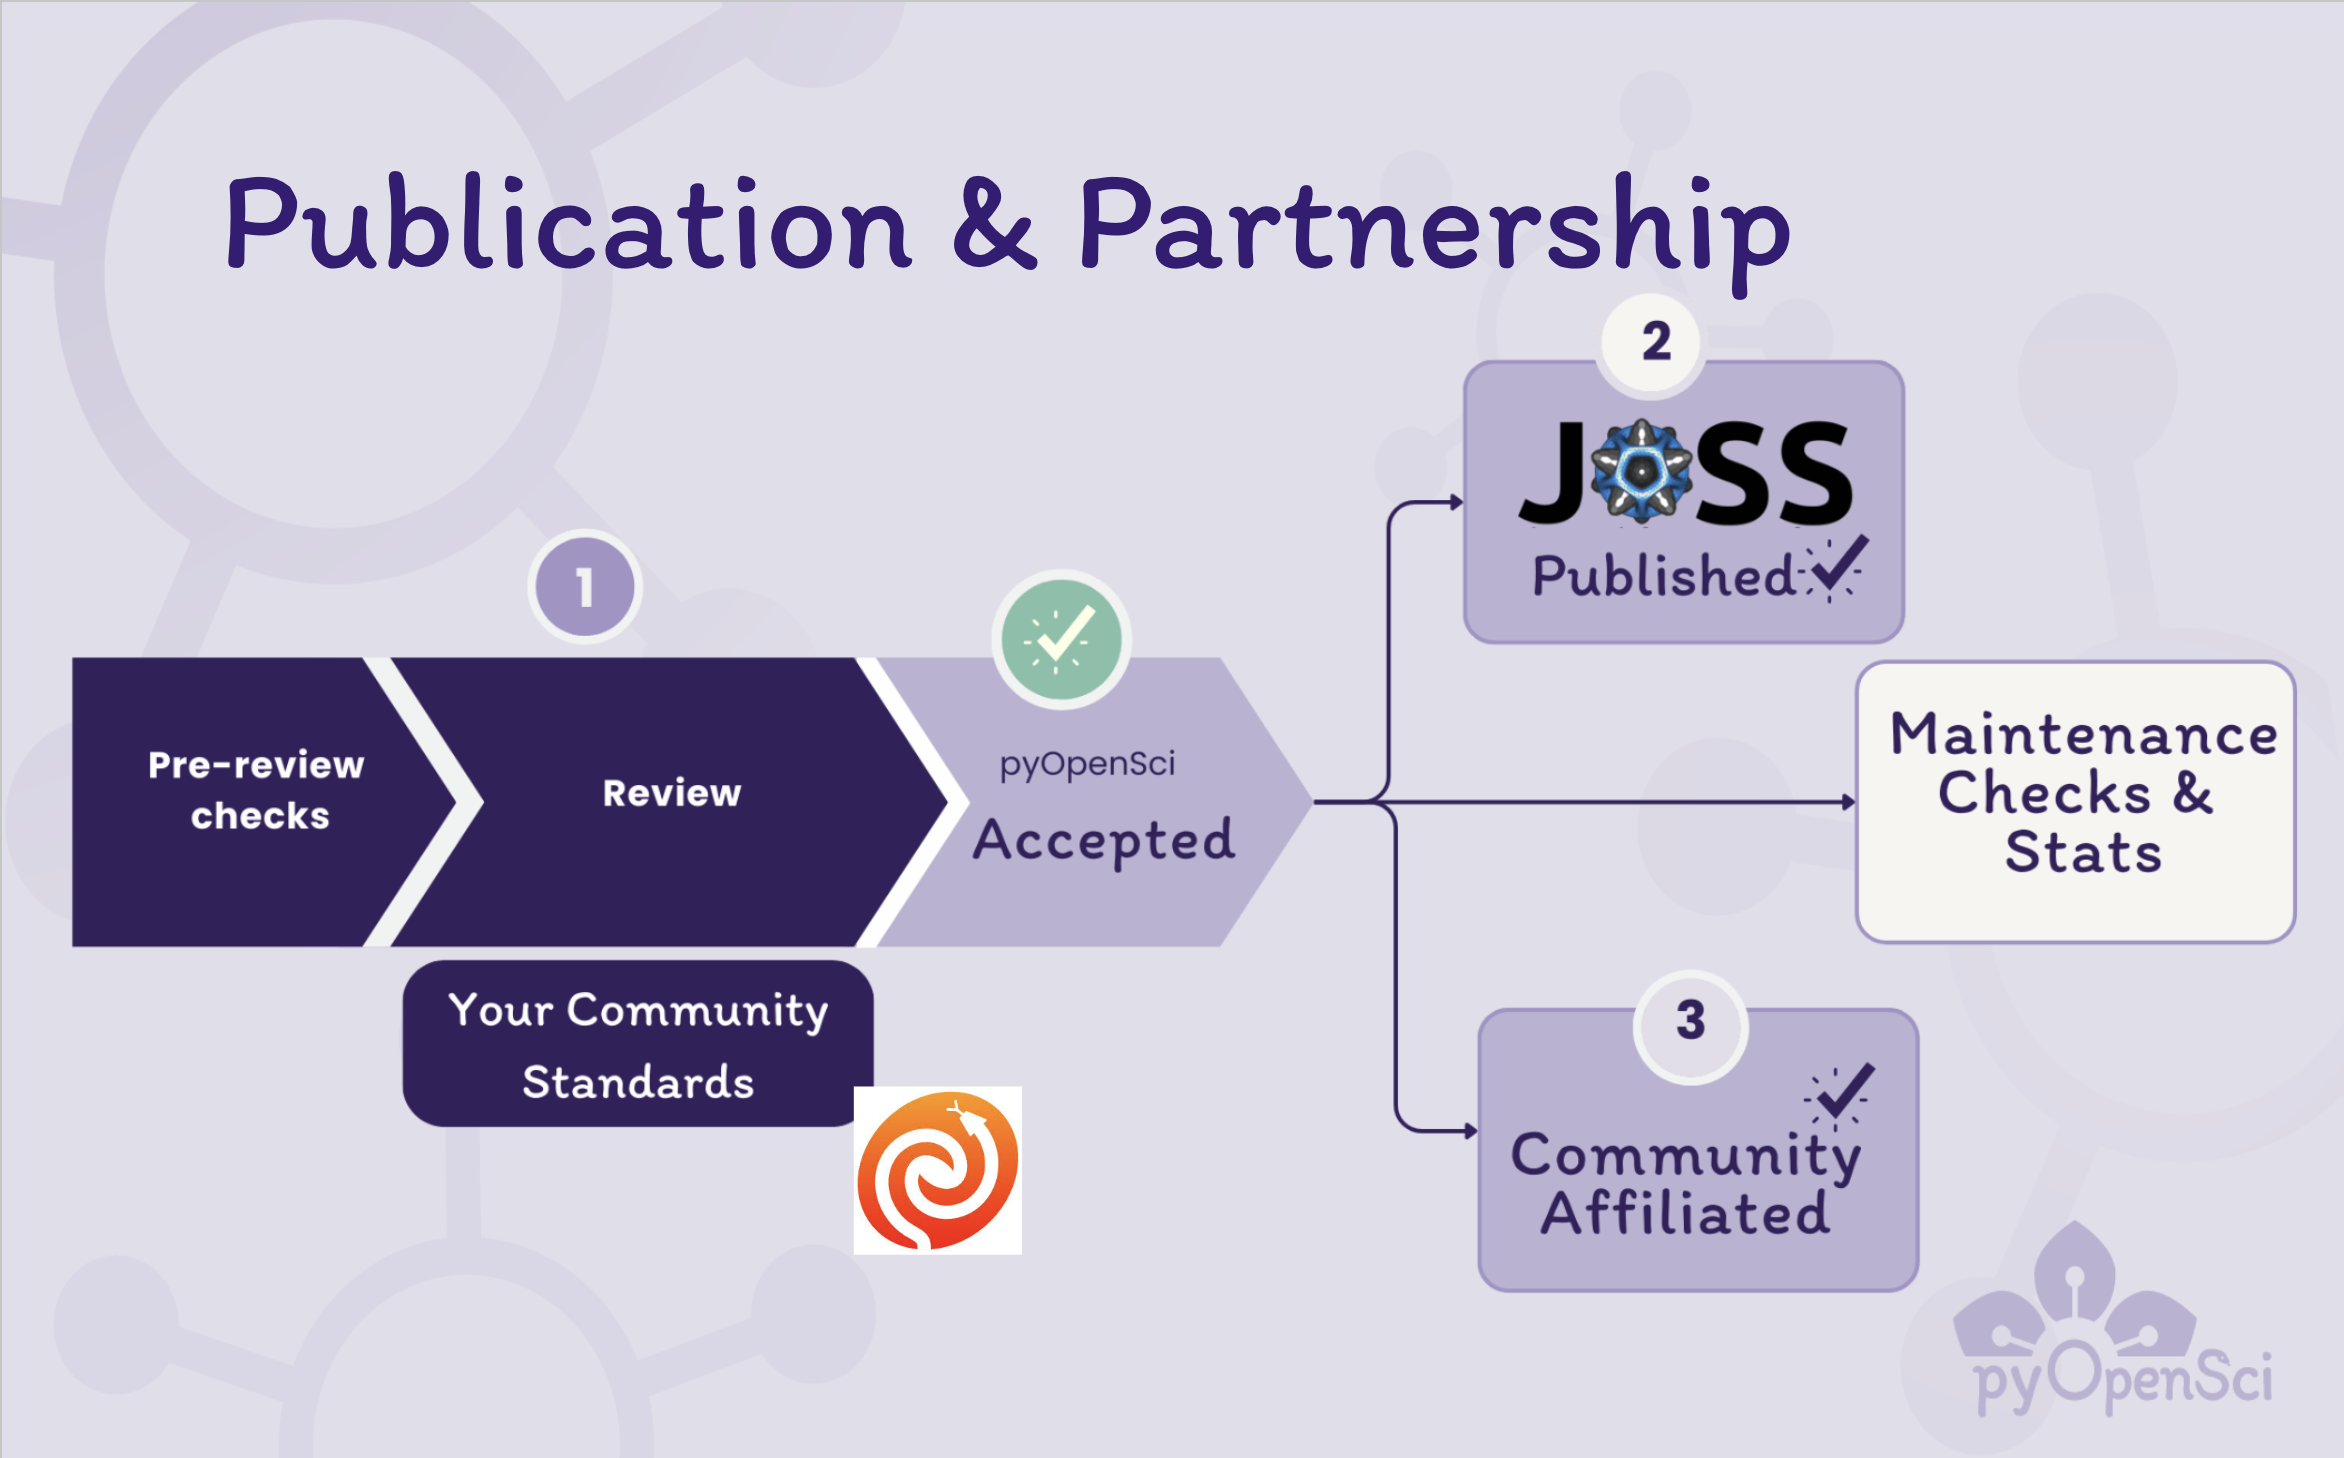 Publication & Partnership
1
Pre-review
checks
Review
pyOpenSci
Accepted
Your Community
Standards
2
JOSS
Published
Maintenance
Checks &
Stats
3
Community
Affiliated
pyOpenSci